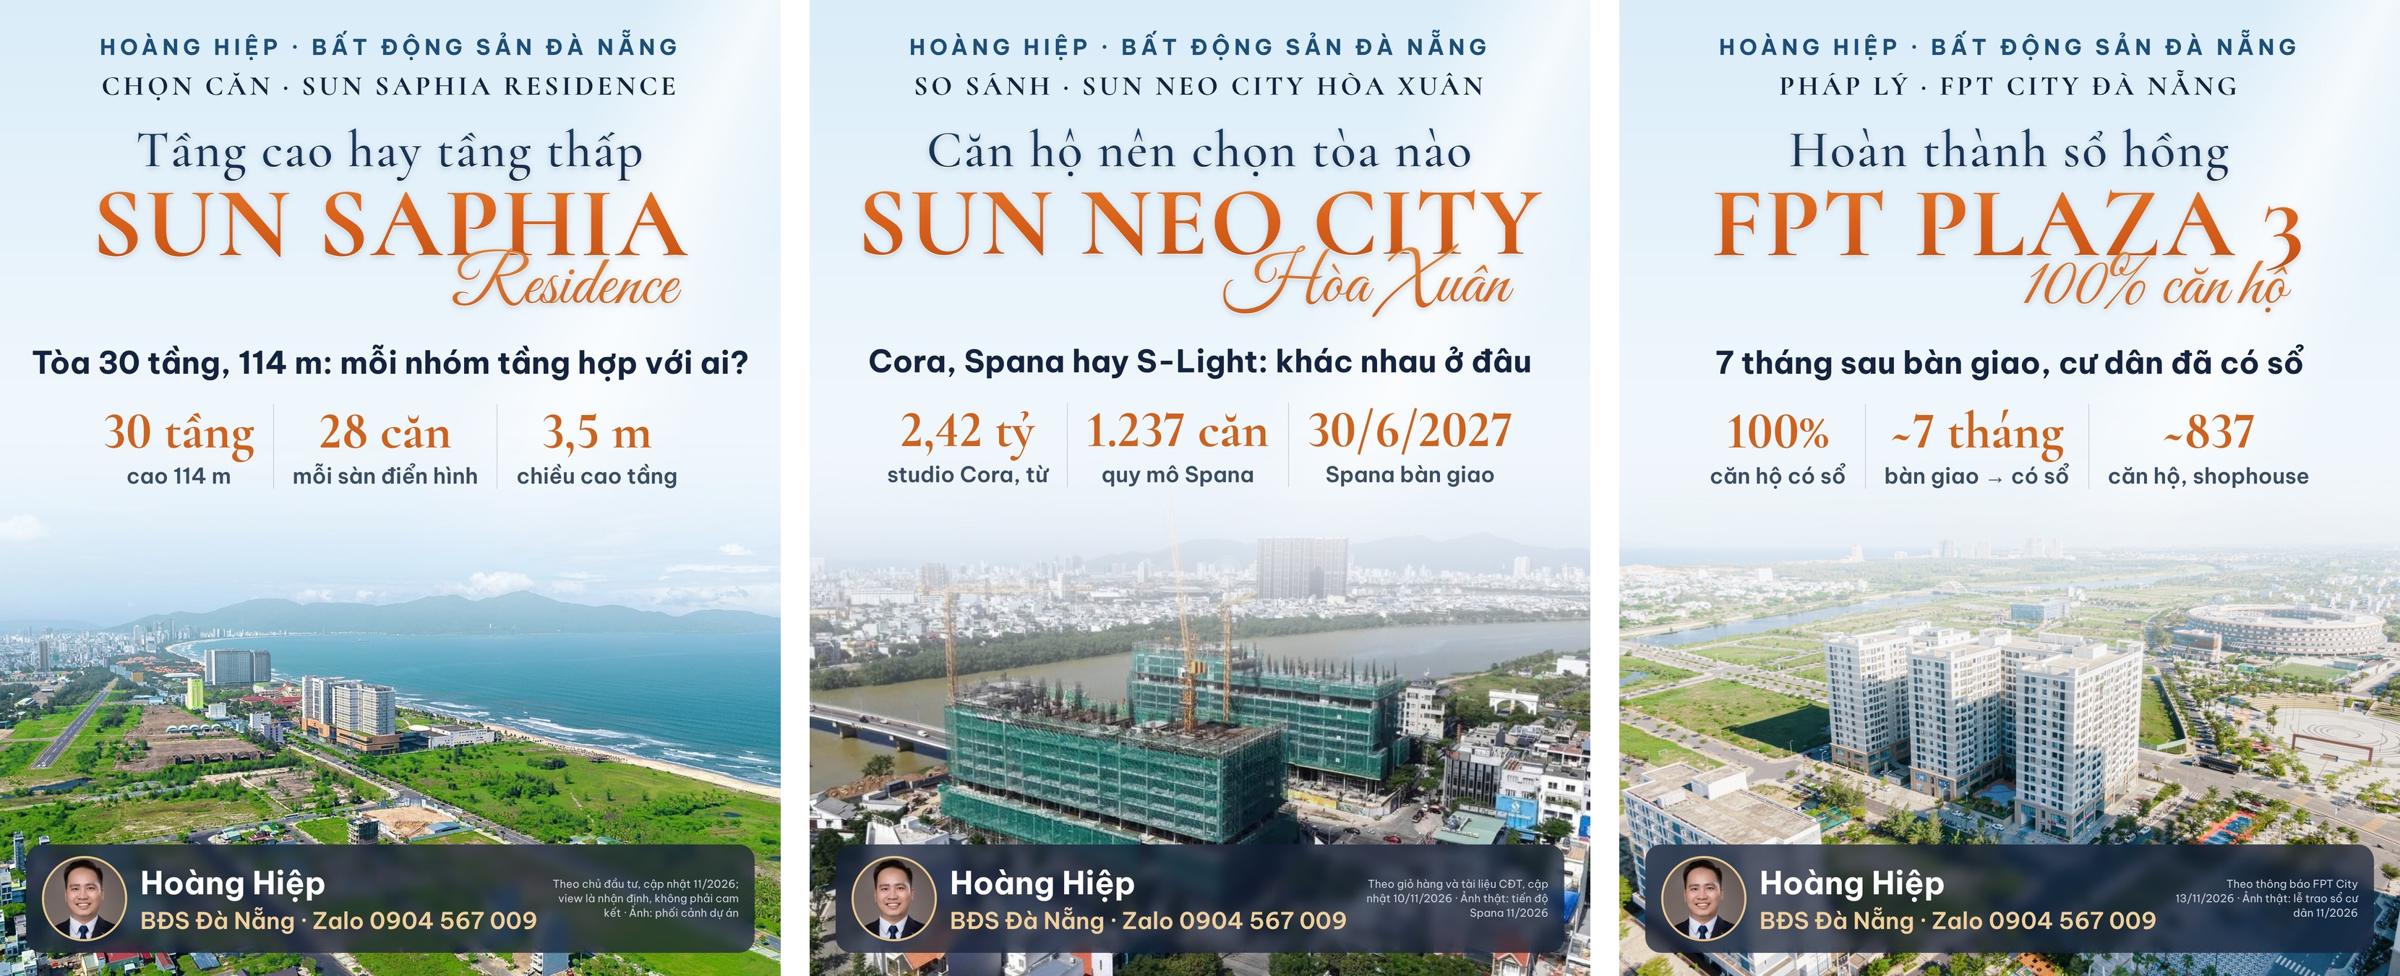 HOÀNG HIỆP · BẤT ĐỘNG SẢN ĐÀ NẴNG
CHỌN CĂN · SUN SAPHIA RESIDENCE
Tầng cao hay tầng thấp
SUN SAPHIA
Residence
Tòa 30 tầng, 114 m: mỗi nhóm tầng hợp với ai?
30 tầng
cao 114 m
28 căn
mỗi sàn điển hình
3,5 m
chiều cao tầng
Hoàng Hiệp
BĐS Đà Nẵng · Zalo 0904 567 009
Theo chủ đầu tư, cập nhật 11/2026;
view là nhận định, không phải cam
kết · Ảnh: phối cảnh dự án
HOÀNG HIỆP · BẤT ĐỘNG SẢN ĐÀ NẴNG
SO SÁNH · SUN NEO CITY HÒA XUÂN
Căn hộ nên chọn tòa nào
SUN NEO CITY
Hòa Xuân
Cora, Spana hay S-Light: khác nhau ở đâu
2,42 tỷ
studio Cora, từ
1.237 căn
quy mô Spana
30/6/2027
Spana bàn giao
Hoàng Hiệp
BĐS Đà Nẵng · Zalo 0904 567 009
Theo giỏ hàng và tài liệu CĐT, cập
nhật 10/11/2026 · Ảnh thật: tiến độ
Spana 11/2026
HOÀNG HIỆP · BẤT ĐỘNG SẢN ĐÀ NẴNG
PHÁP LÝ · FPT CITY ĐÀ NẴNG
Hoàn thành sổ hồng
FPT PLAZA 3
100% căn hộ
7 tháng sau bàn giao, cư dân đã có sổ
100%
căn hộ có sổ
~7 tháng
bàn giao → có sổ
~837
căn hộ, shophouse
Hoàng Hiệp
BĐS Đà Nẵng · Zalo 0904 567 009
Theo thông báo FPT City
13/11/2026 · Ảnh thật: lễ trao sổ cư
dân 11/2026